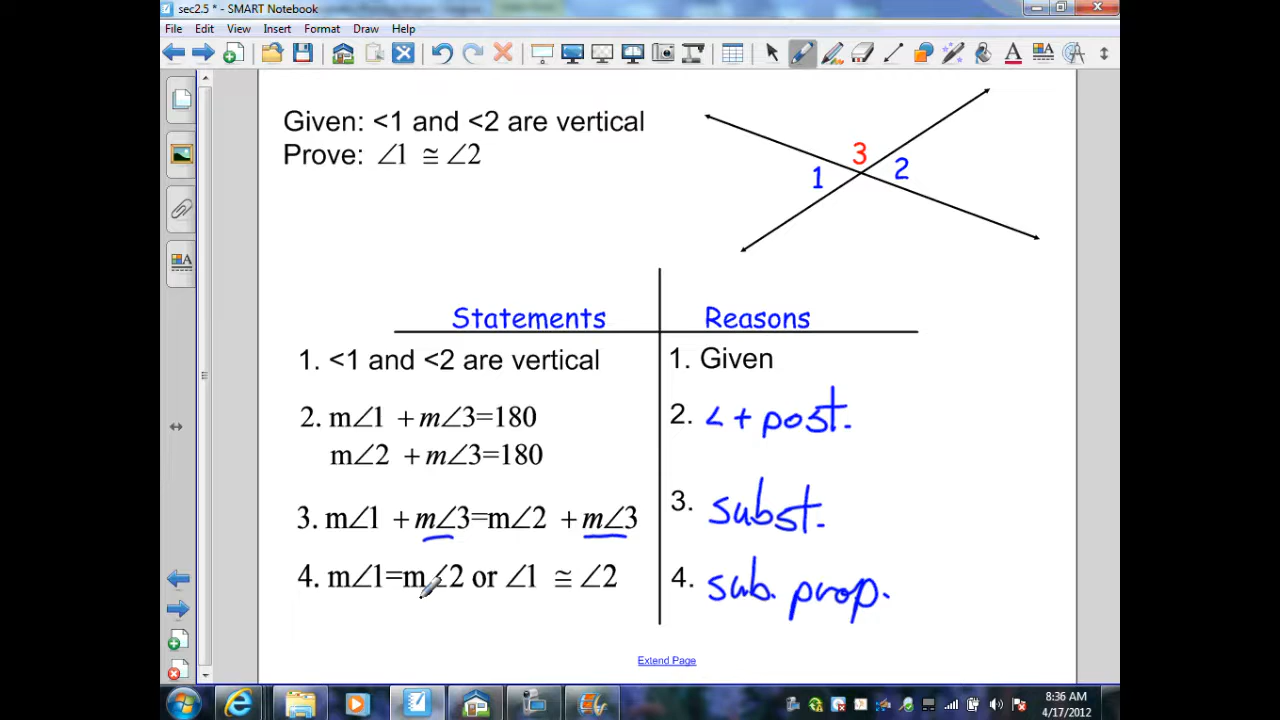 sec2.5 * - SMART Notebook
File Edit View Insert Format Draw Help
Given: <1 and <2 are vertical
Prove: ∠1 ≅ ∠2
3
1 2
Statements Reasons
1. <1 and <2 are vertical 1. Given
2. m∠1 + m∠3=180 2. < + post.
m∠2 + m∠3=180
3. m∠1 + m∠3=m∠2 + m∠3 3. subst.
4. m∠1=m∠2 or ∠1 ≅ ∠2 4. sub. prop.
Extend Page
8:36 AM
4/17/2012